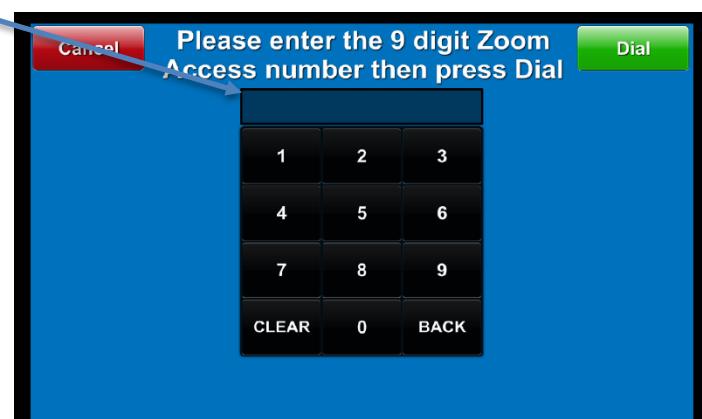 Cancel
Please enter the 9 digit Zoom
Access number then press Dial
Dial
1 2 3
4 5 6
7 8 9
CLEAR 0 BACK